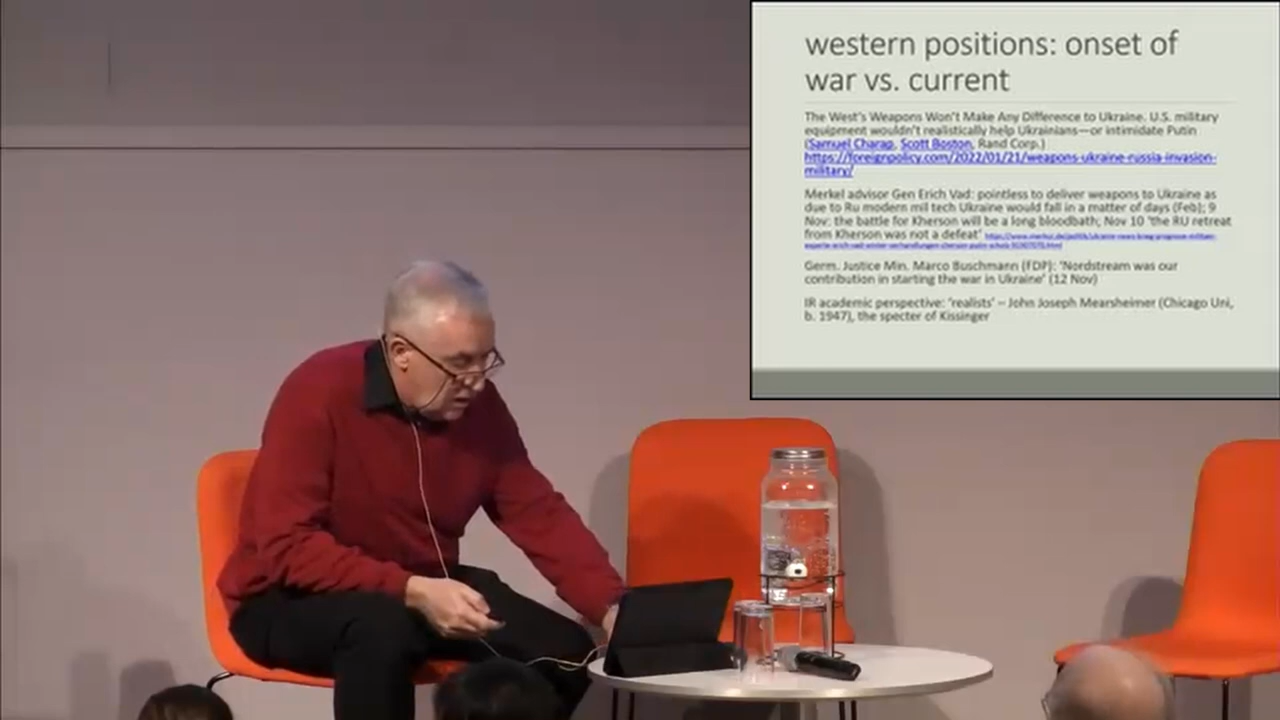 western positions: onset of
war vs. current
The West's Weapons Won't Make Any Difference to Ukraine. U.S. military
equipment wouldn't realistically help Ukrainians—or intimidate Putin
(Samuel Charap, Scott Boston, Rand Corp.)
https://foreignpolicy.com/2022/01/21/weapons-ukraine-russia-invasion-
military/
Merkel advisor Gen Erich Vad: pointless to deliver weapons to Ukraine as
due to Ru modern mil tech Ukraine would fall in a matter of days (Feb); 9
Nov: the battle for Kherson will be a long bloodbath; Nov 10 'the RU retreat
from Kherson was not a defeat'
Germ. Justice Min. Marco Buschmann (FDP): 'Nordstream was our
contribution in starting the war in Ukraine' (12 Nov)
IR academic perspective: 'realists' – John Joseph Mearsheimer (Chicago Uni,
b. 1947), the specter of Kissinger